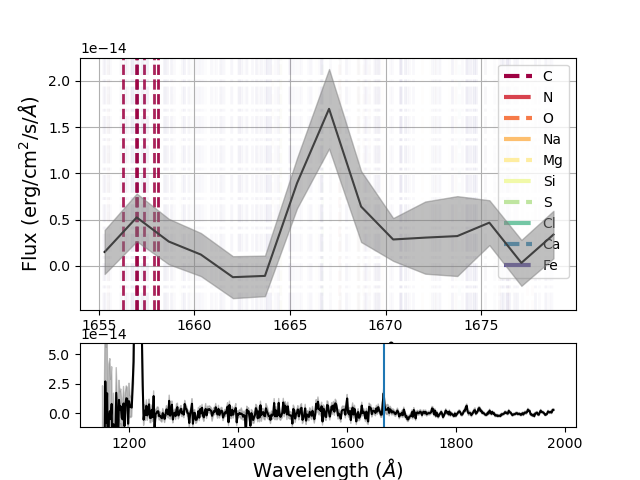 1e−14
Flux (erg/cm²/s/Å)
2.0
1.5
1.0
0.5
0.0
C
N
O
Na
Mg
Si
S
Cl
Ca
Fe
1655 1660 1665 1670 1675
1e−14
5.0
2.5
0.0
1200 1400 1600 1800 2000
Wavelength (Å)